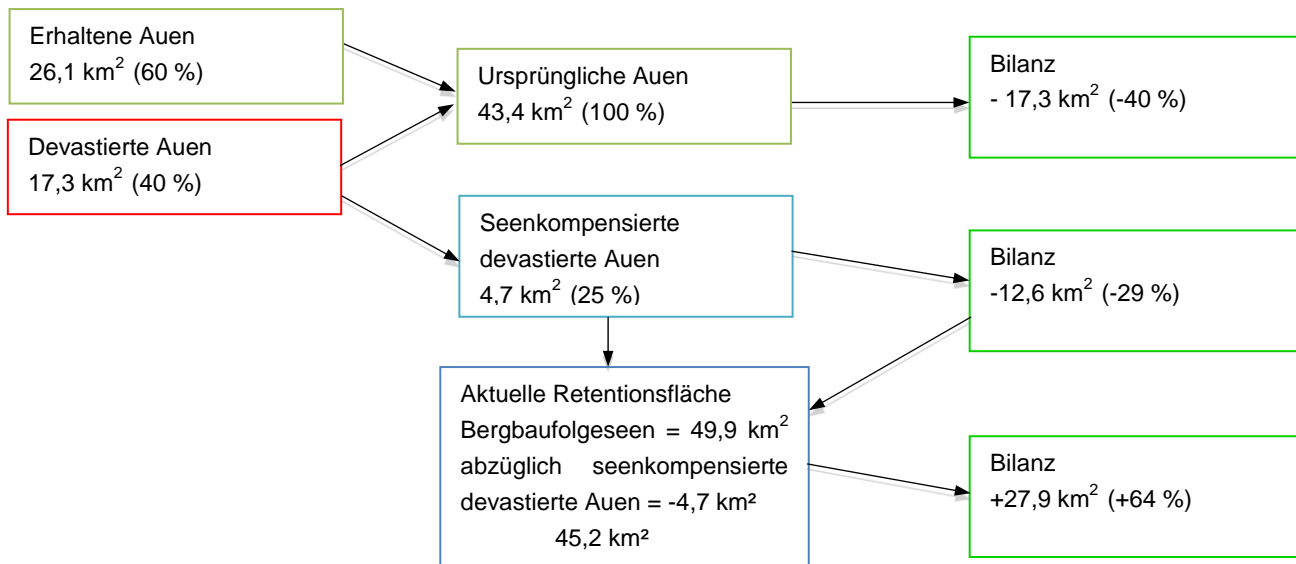 Erhaltene Auen
26,1 km² (60 %)
Devastierte Auen
17,3 km² (40 %)
Ursprüngliche Auen
43,4 km² (100 %)
Bilanz
- 17,3 km² (-40 %)
Seenkompensierte
devastierte Auen
4,7 km² (25 %)
Bilanz
-12,6 km² (-29 %)
Aktuelle Retentionsfläche
Bergbaufolgeseen = 49,9 km²
abzüglich seenkompensierte
devastierte Auen = -4,7 km²
45,2 km²
Bilanz
+27,9 km² (+64 %)